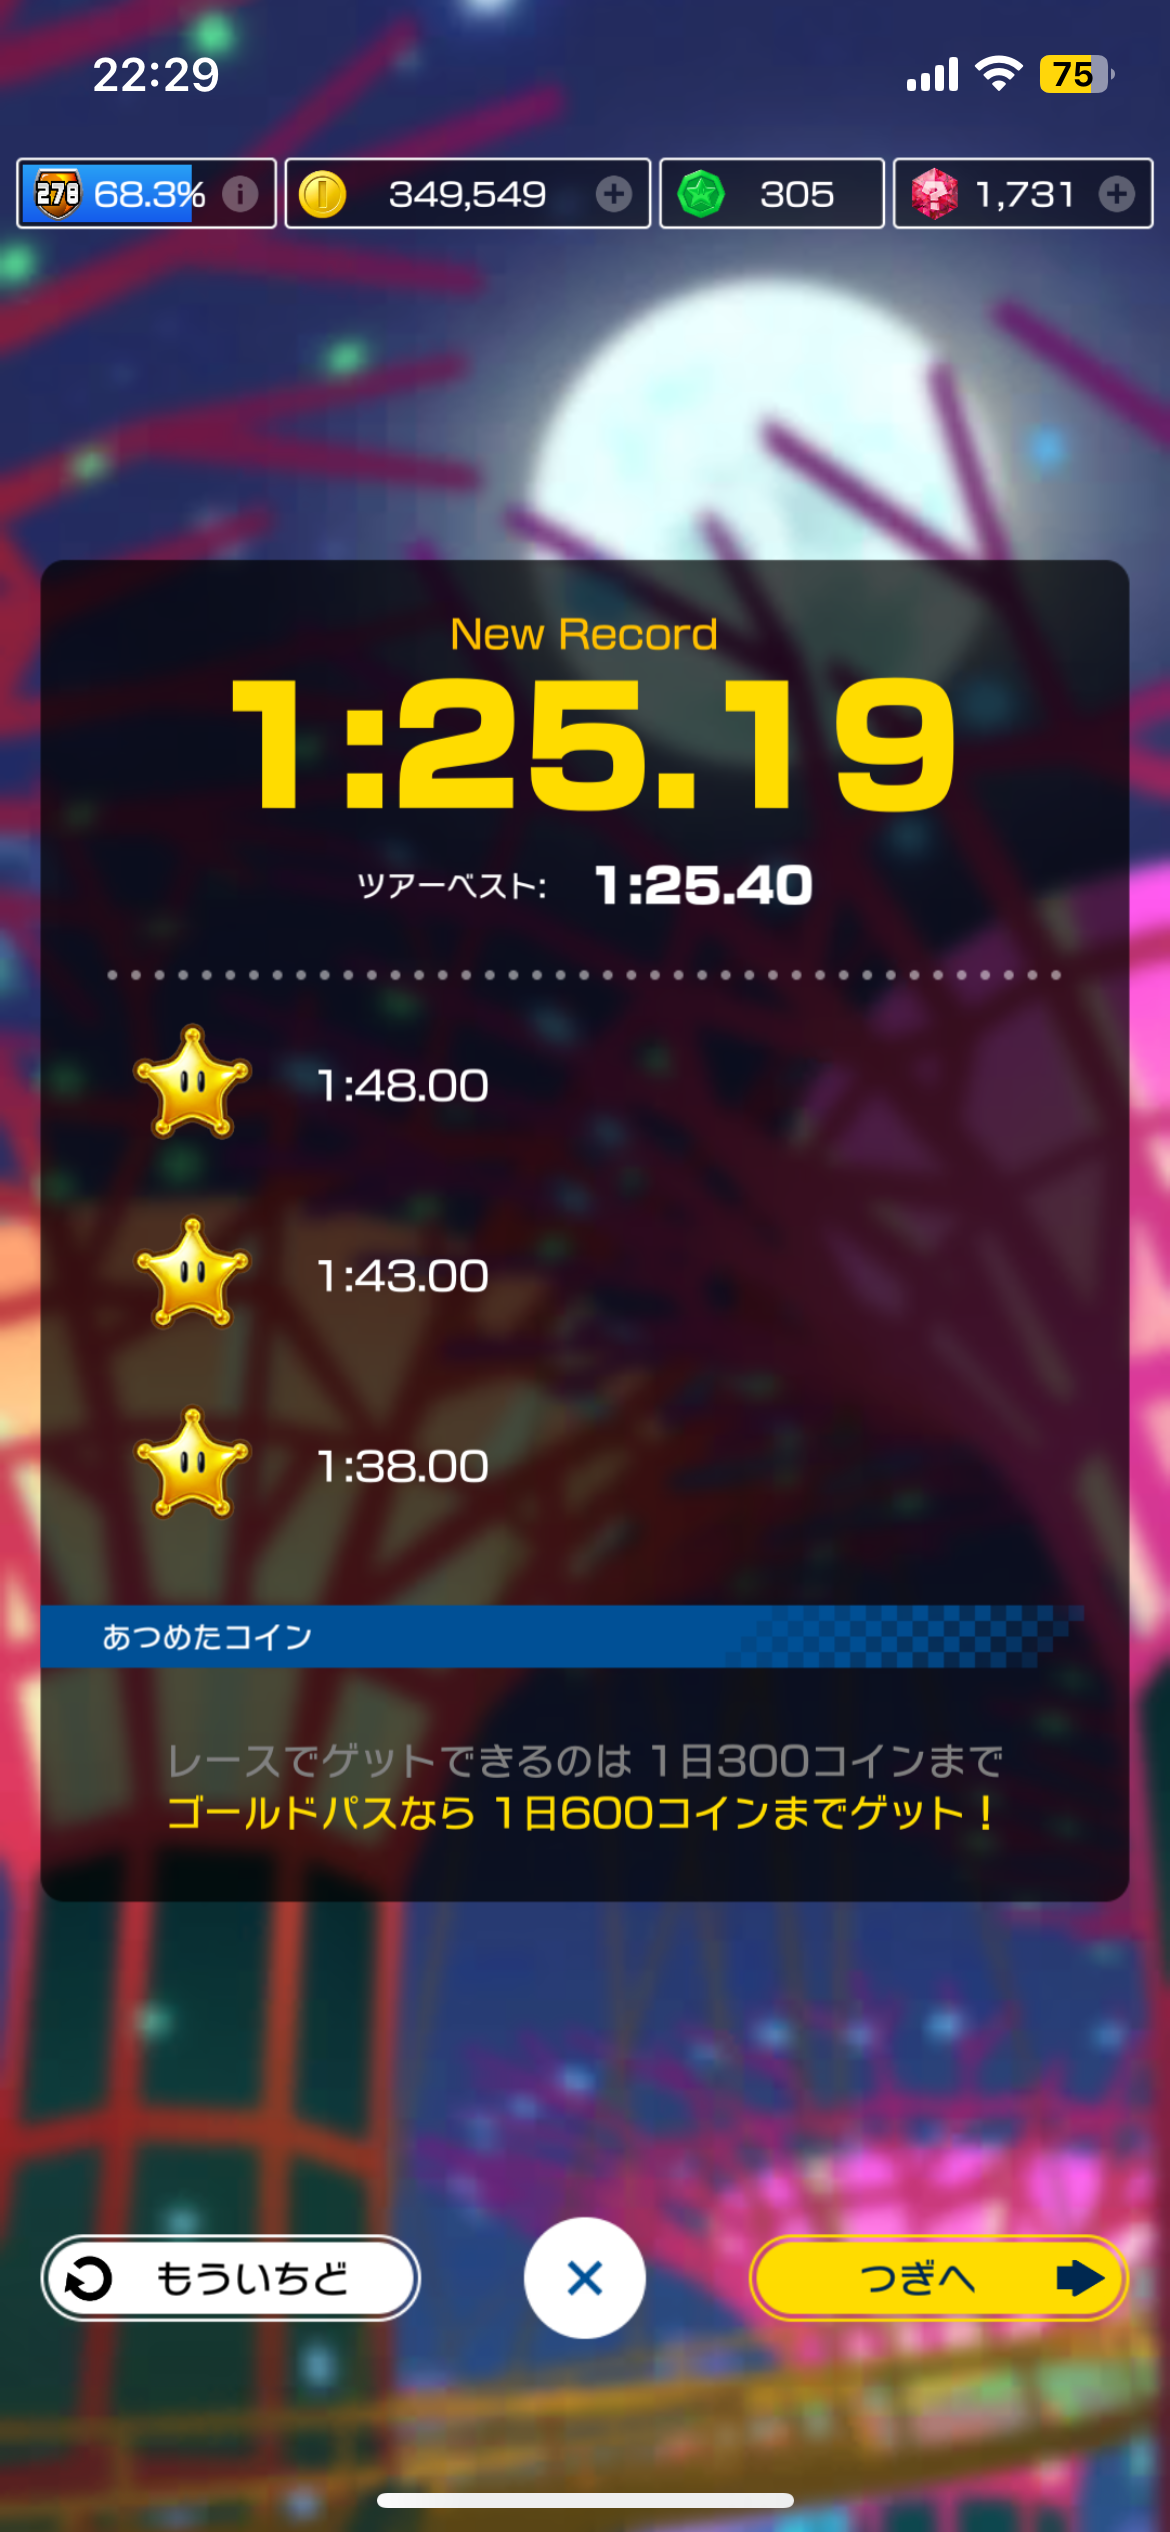 22:29
75
278 68.3% 349,549 305 1,731
New Record
1:25.19
ツアーベスト: 1:25.40
1:48.00
1:43.00
1:38.00
あつめたコイン
レースでゲットできるのは 1日300コインまで
ゴールドパスなら 1日600コインまでゲット！
もういちど
つぎへ